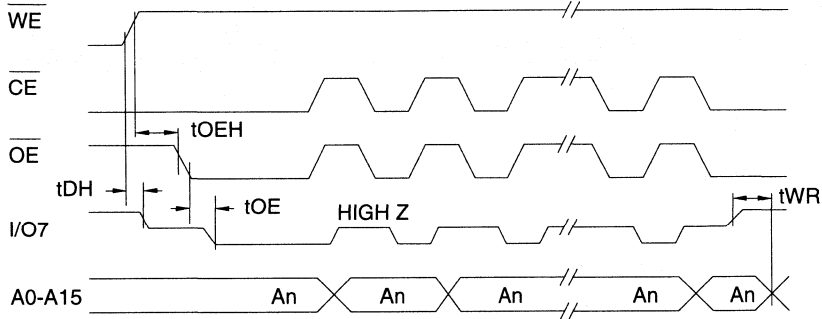 WE
CE
tOEH
OE
tDH
tOE
HIGH Z
tWR
I/O7
A0-A15
An
An
An
An
An